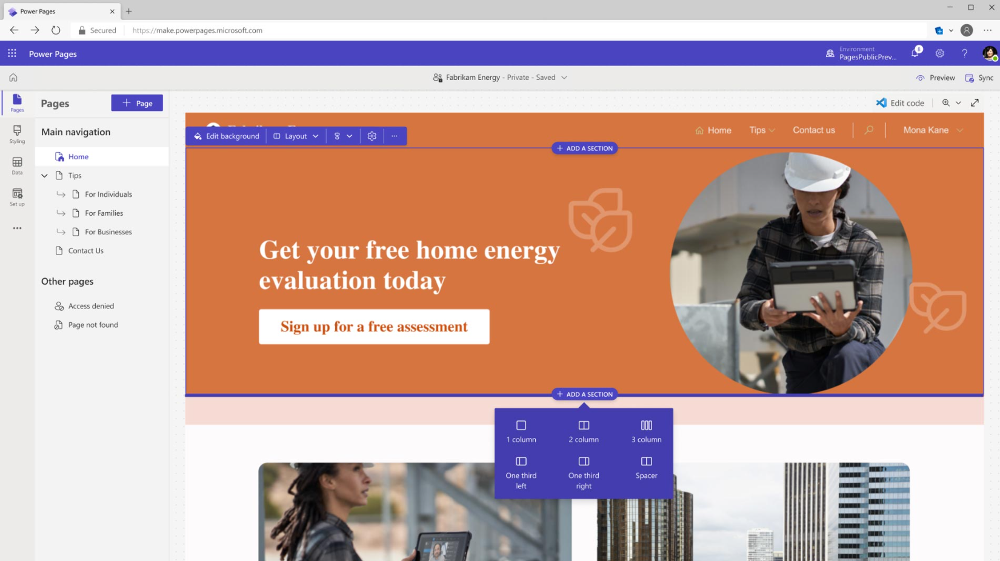 Power Pages
Secured
https://make.powerpages.microsoft.com
Power Pages
Environment
PagesPublicPrev...
8
?
Fabrikam Energy - Private - Saved
Preview
Sync
Pages
Styling
Data
Set up
Pages
+ Page
Main navigation
Home
Tips
For Individuals
For Families
For Businesses
Contact Us
Other pages
Access denied
Page not found
Edit code
Home
Tips
Contact us
Mona Kane
Edit background
Layout
+ ADD A SECTION
Get your free home energy
evaluation today
Sign up for a free assessment
+ ADD A SECTION
1 column
2 column
3 column
One third
left
One third
right
Spacer